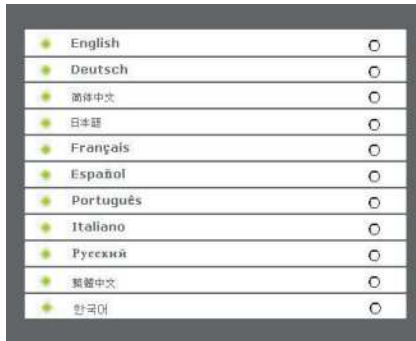 English
Deutsch
简体中文
日本語
Français
Español
Português
Italiano
Русский
繁體中文
한국어